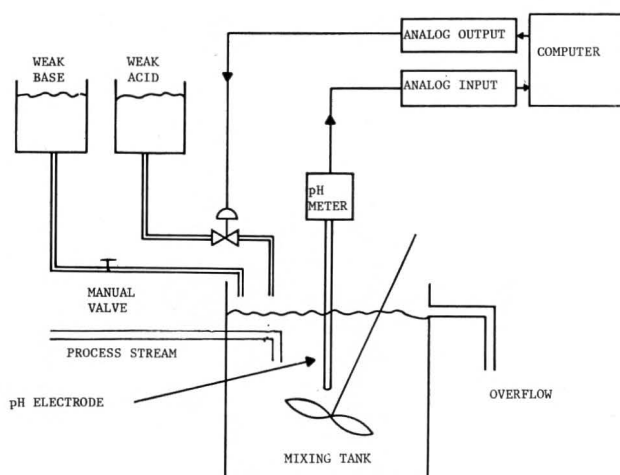 WEAK
BASE
WEAK
ACID
ANALOG OUTPUT
COMPUTER
ANALOG INPUT
pH
METER
MANUAL
VALVE
PROCESS STREAM
pH ELECTRODE
OVERFLOW
MIXING TANK